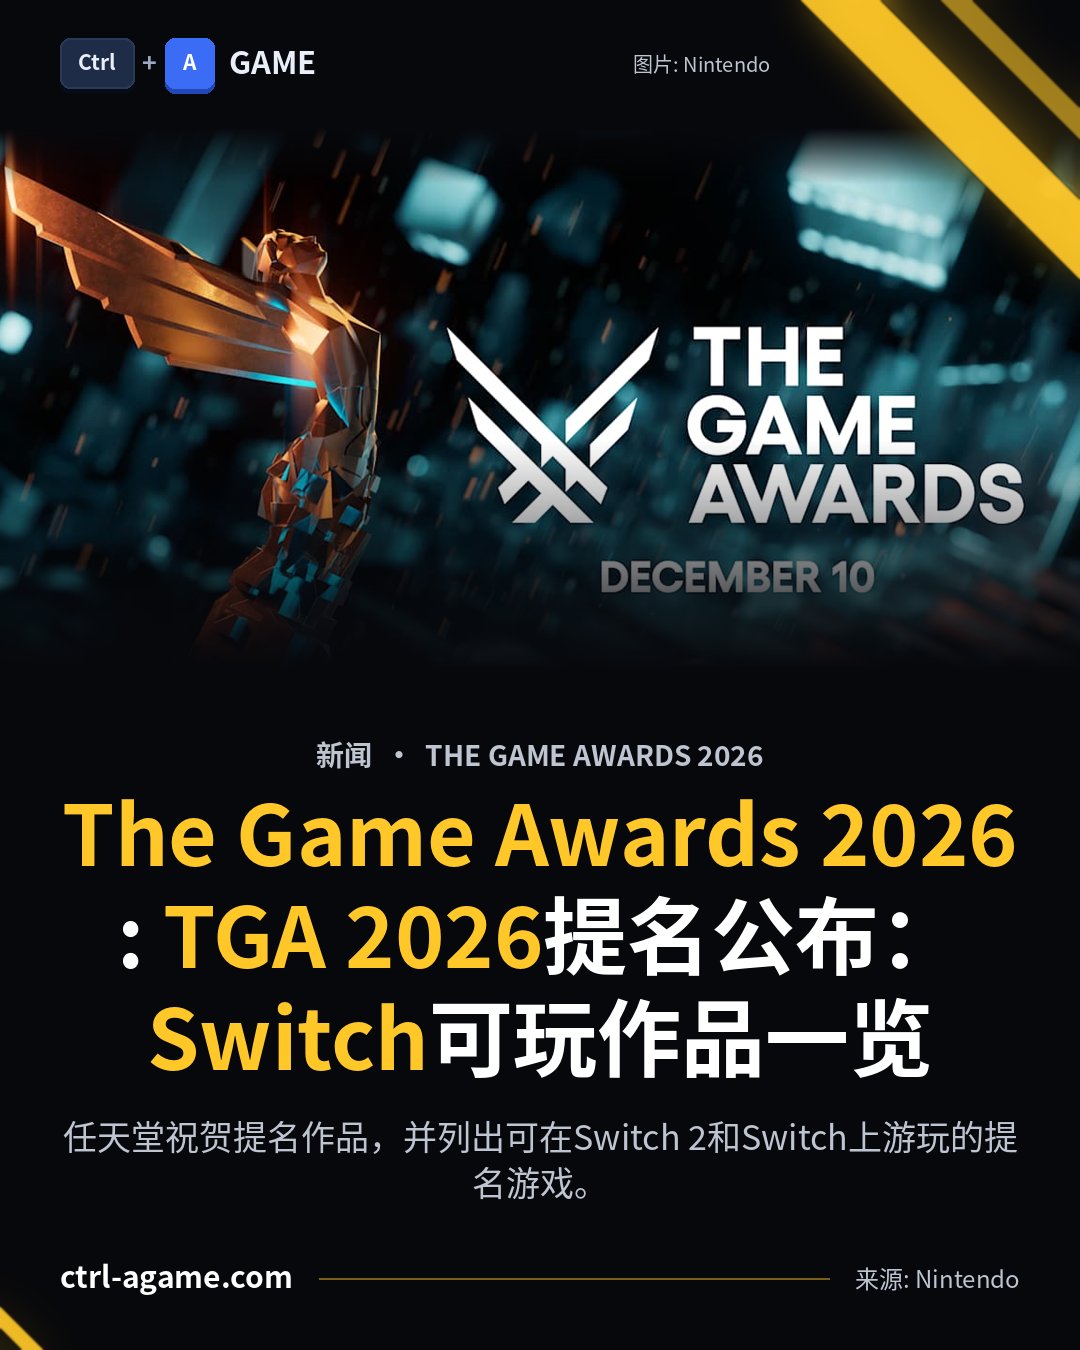 Ctrl + A GAME
图片: Nintendo
THE
GAME
AWARDS
DECEMBER 10
新闻 • THE GAME AWARDS 2026
The Game Awards 2026
: TGA 2026提名公布：
Switch可玩作品一览
任天堂祝贺提名作品，并列出可在Switch 2和Switch上游玩的提
名游戏。
ctrl-agame.com
来源: Nintendo